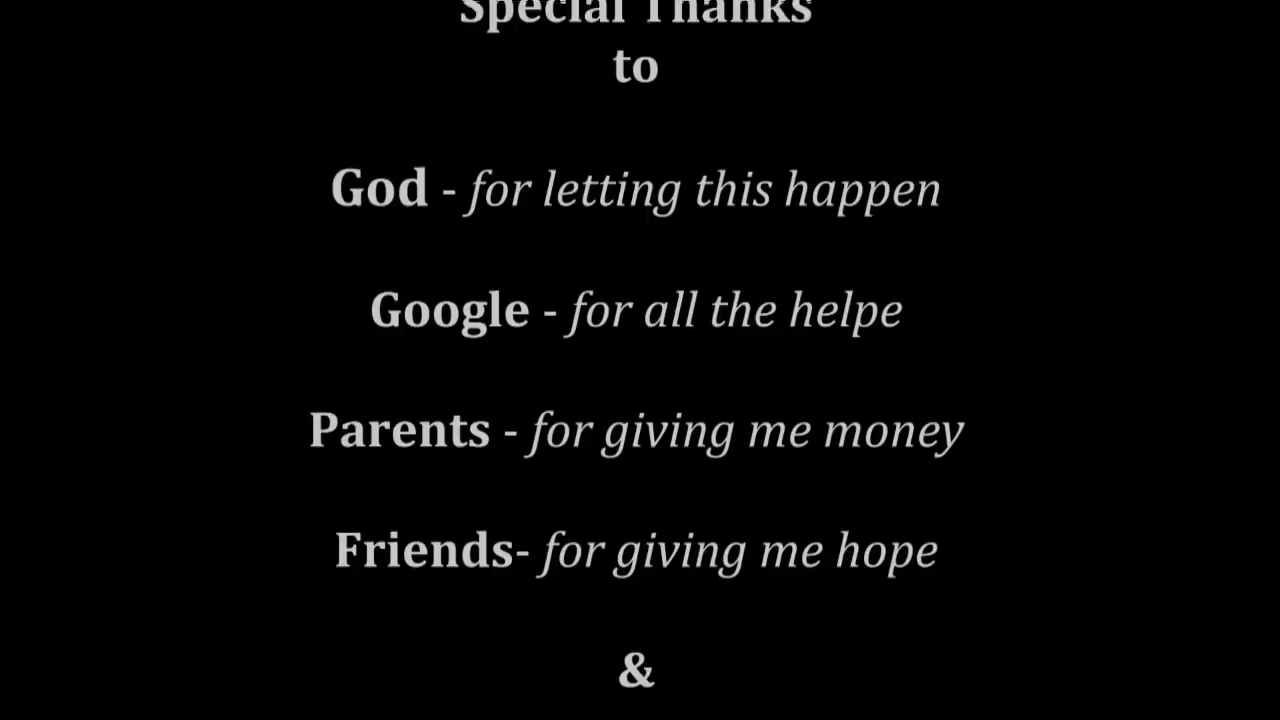 Special Thanks
to
God - for letting this happen
Google - for all the helpe
Parents - for giving me money
Friends- for giving me hope
&